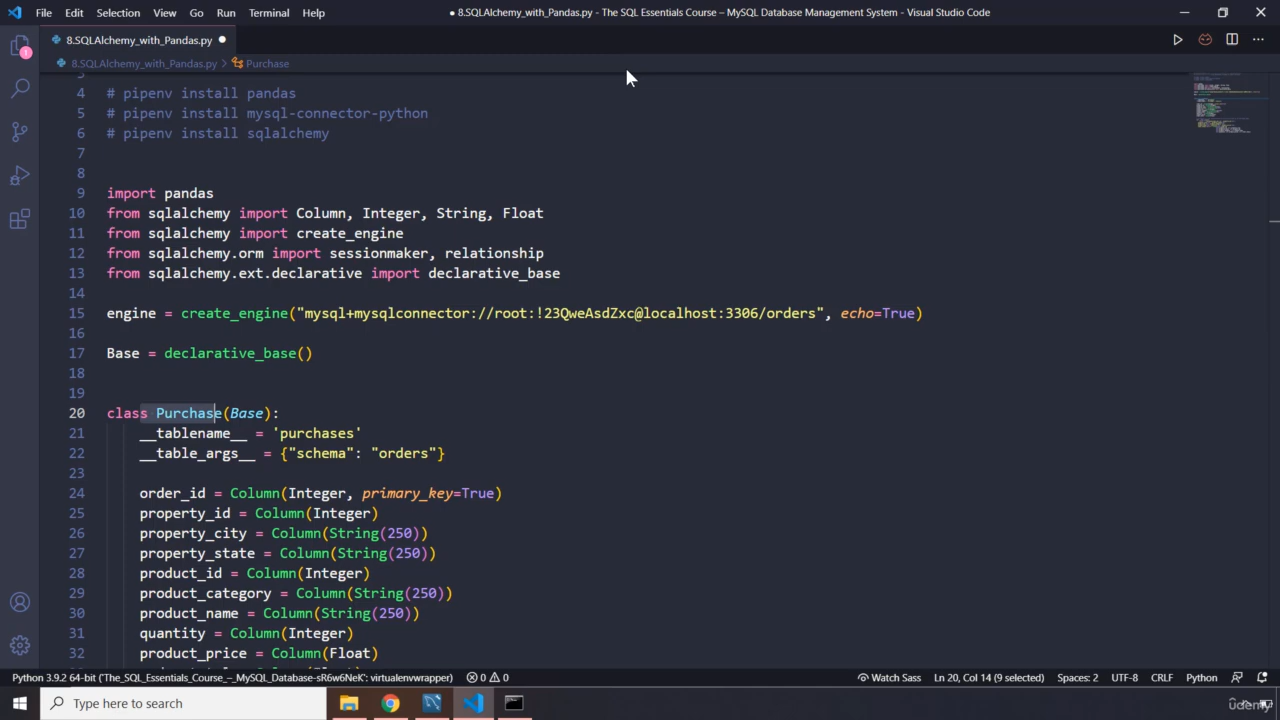 File Edit Selection View Go Run Terminal Help
● 8.SQLAlchemy_with_Pandas.py - The SQL Essentials Course – MySQL Database Management System - Visual Studio Code
8.SQLAlchemy_with_Pandas.py ●
8.SQLAlchemy_with_Pandas.py › Purchase
4 # pipenv install pandas
5 # pipenv install mysql-connector-python
6 # pipenv install sqlalchemy
7
8
9 import pandas
10 from sqlalchemy import Column, Integer, String, Float
11 from sqlalchemy import create_engine
12 from sqlalchemy.orm import sessionmaker, relationship
13 from sqlalchemy.ext.declarative import declarative_base
14
15 engine = create_engine("mysql+mysqlconnector://root:!23QweAsdZxc@localhost:3306/orders", echo=True)
16
17 Base = declarative_base()
18
19
20 class Purchase(Base):
21 __tablename__ = 'purchases'
22 __table_args__ = {"schema": "orders"}
23
24 order_id = Column(Integer, primary_key=True)
25 property_id = Column(Integer)
26 property_city = Column(String(250))
27 property_state = Column(String(250))
28 product_id = Column(Integer)
29 product_category = Column(String(250))
30 product_name = Column(String(250))
31 quantity = Column(Integer)
32 product_price = Column(Float)
Python 3.9.2 64-bit ('The_SQL_Essentials_Course_–_MySQL_Database-sR6w6NeK': virtualenvwrapper) 0 0 Watch Sass Ln 20, Col 14 (9 selected) Spaces: 2 UTF-8 CRLF Python
Type here to search
udemy